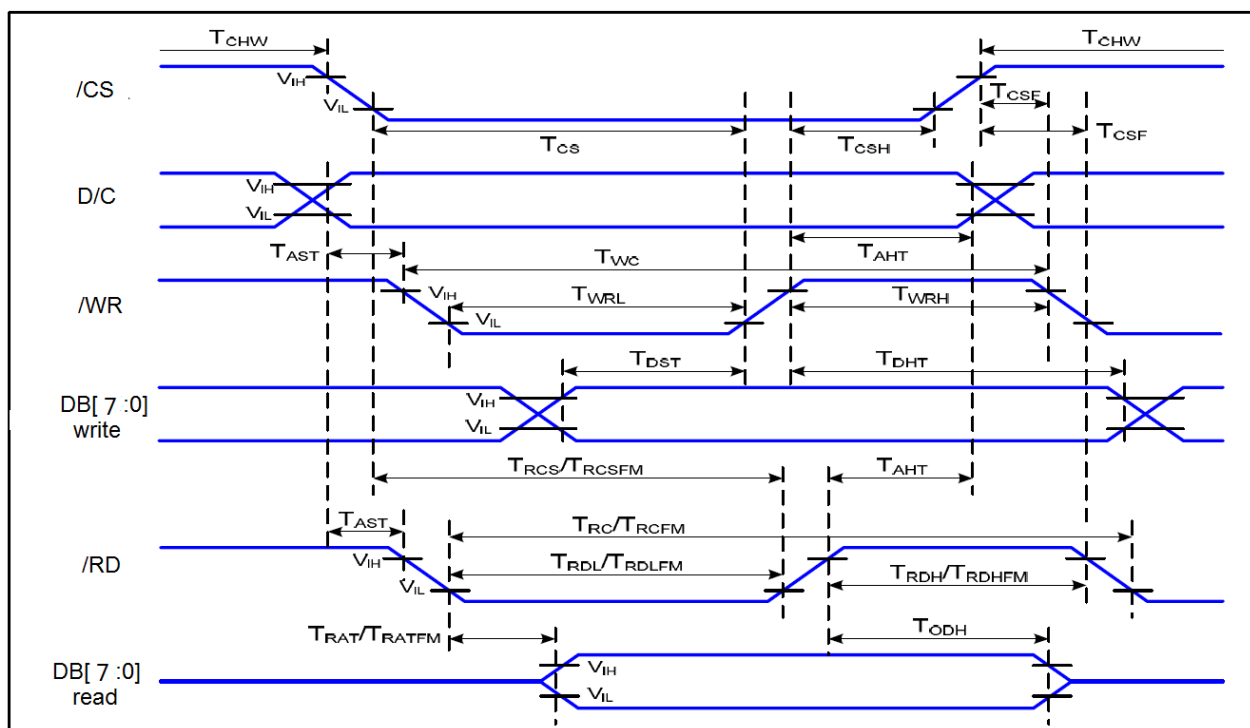 TCHW TCHW
/CS VIH VIL TCSF
TCS TCSH TCSF
D/C VIH VIL
TAST TWC TAHT
/WR VIH VIL TWRL TWRH
TDST TDHT
DB[ 7 :0]
write
VIH
VIL
TRCS/TRCSFM TAHT
TAST TRC/TRCFM
/RD VIH VIL TRDL/TRDLFM TRDH/TRDHFM
TRAT/TRATFM TODH
DB[ 7 :0]
read
VIH
VIL